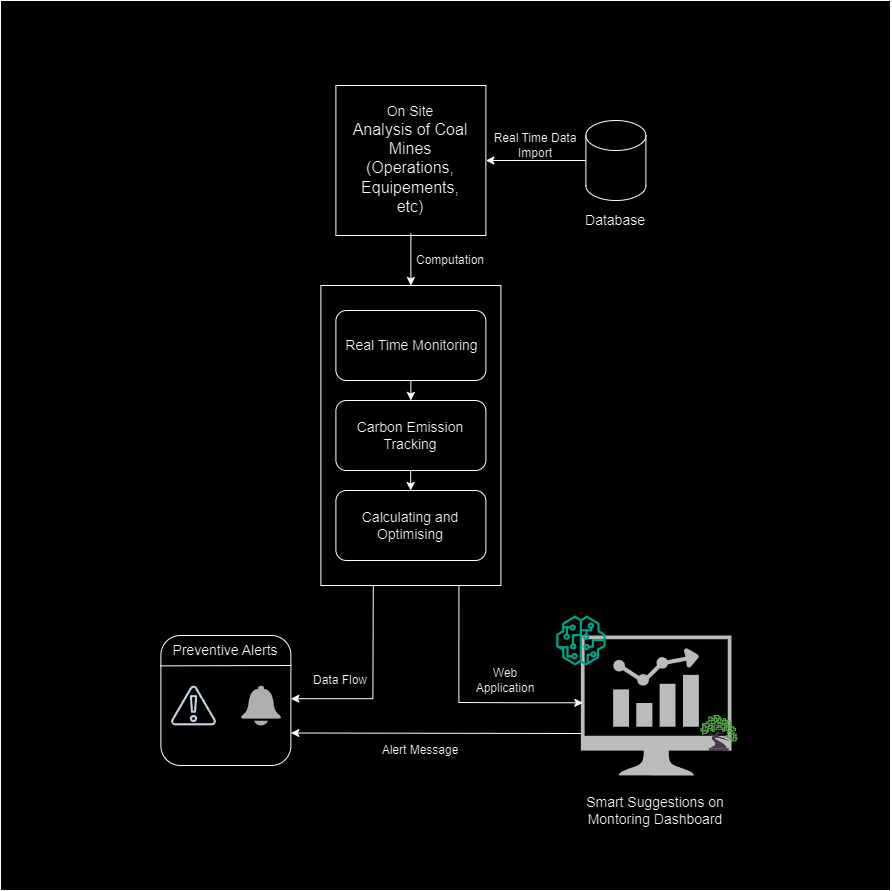 On Site
Analysis of Coal
Mines
(Operations,
Equipements,
etc)
Real Time Data
Import
Database
Computation
Real Time Monitoring
Carbon Emission
Tracking
Calculating and
Optimising
Preventive Alerts
Data Flow
Web
Application
Alert Message
Smart Suggestions on
Montoring Dashboard